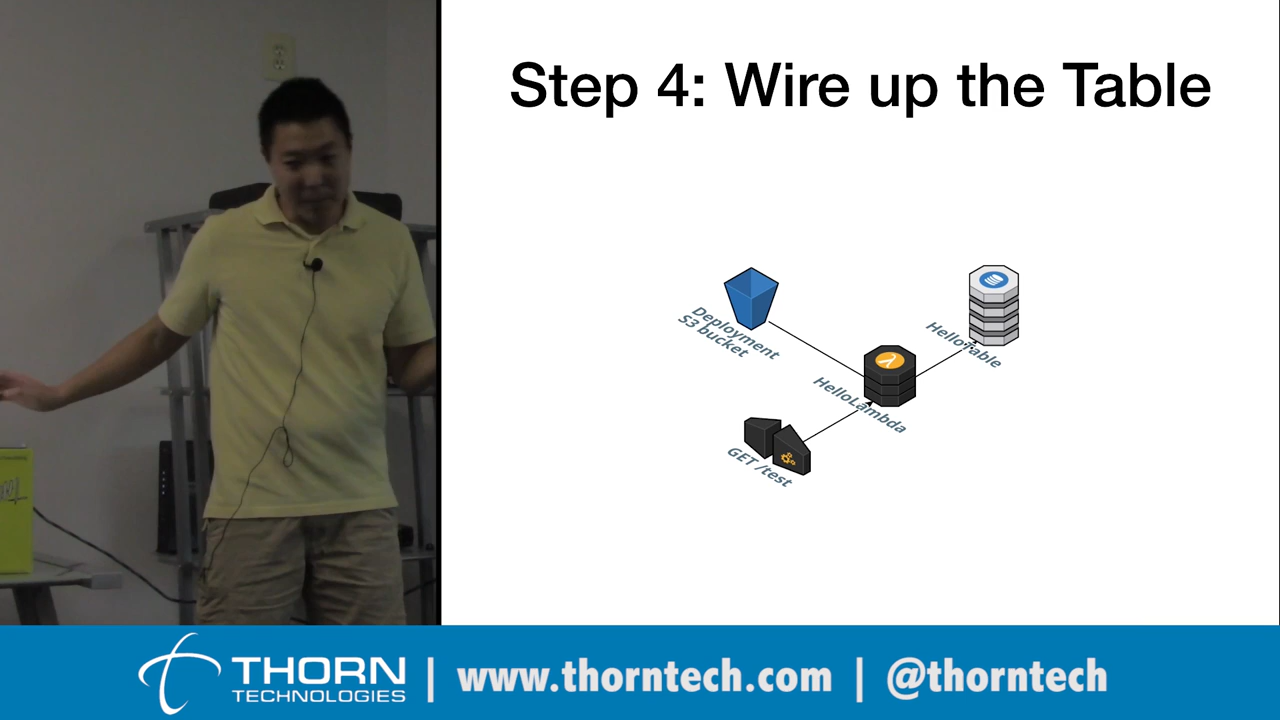 Step 4: Wire up the Table
Deployment
S3 bucket
HelloTable
HelloLambda
GET /test
THORN
TECHNOLOGIES
| www.thorntech.com | @thorntech